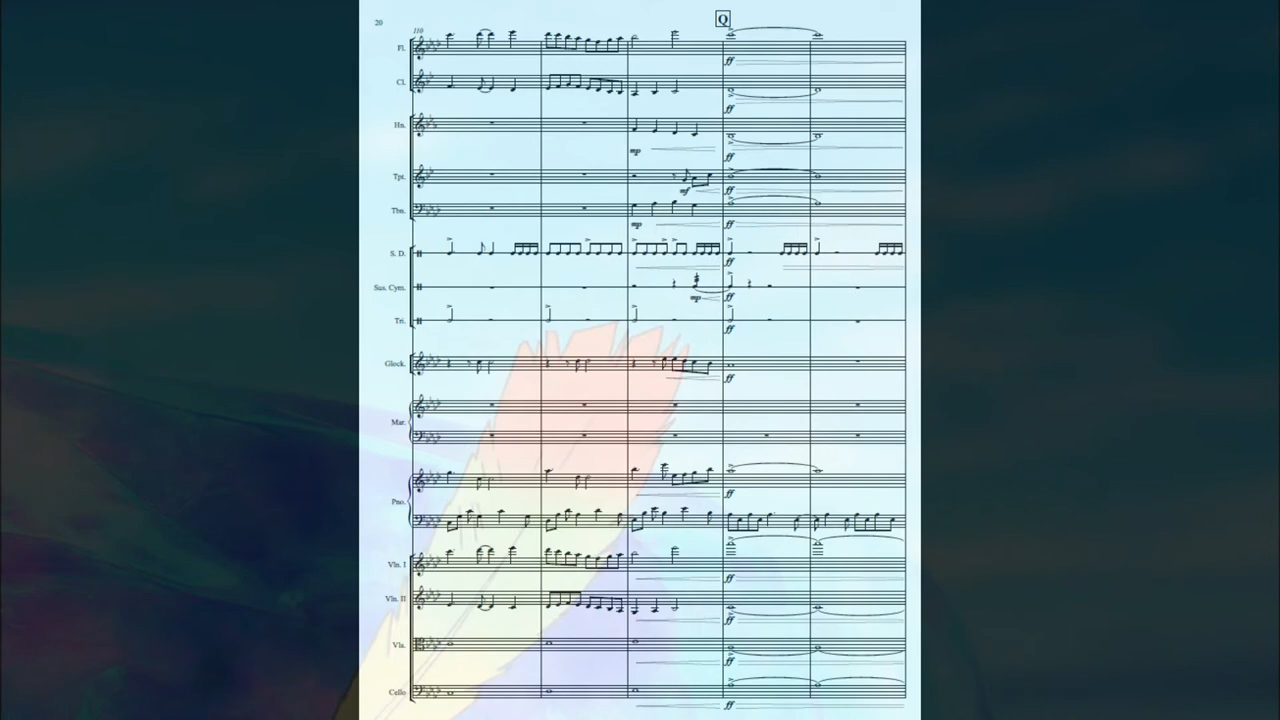 20
Q
110
Fl.
ff
Cl.
ff
Hn.
mp
ff
Tpt.
mf
ff
Tbn.
mp
ff
S. D.
ff
Sus. Cym.
mp
ff
Tri.
ff
Glock.
ff
Mar.
Pno.
ff
Vln. I
ff
Vln. II
ff
Vla.
ff
Cello
ff